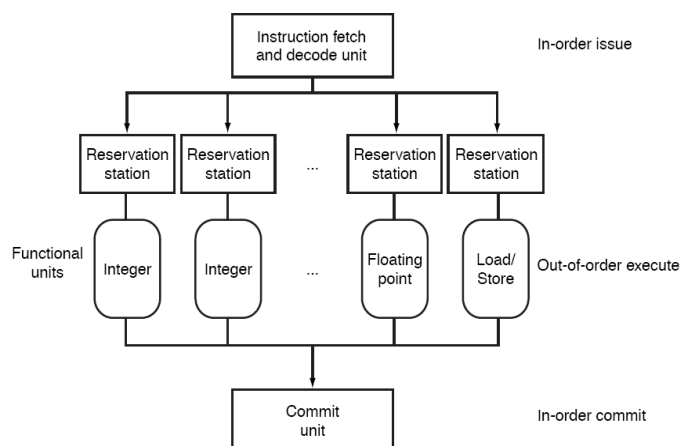 Instruction fetch
and decode unit
In-order issue
Reservation
station
Reservation
station
...
Reservation
station
Reservation
station
Functional
units
Integer
Integer
...
Floating
point
Load/
Store
Out-of-order execute
Commit
unit
In-order commit